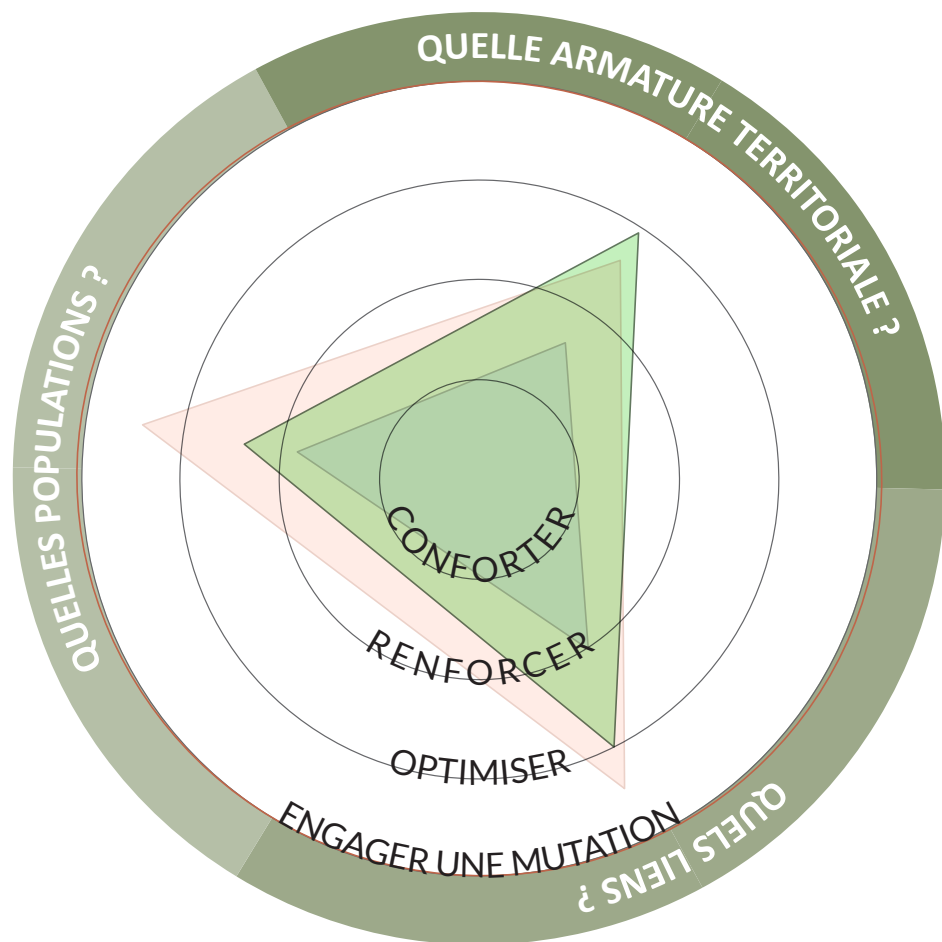 QUELLE ARMATURE TERRITORIALE ?
QUELLES POPULATIONS ?
CONFORTER
RENFORCER
OPTIMISER
ENGAGER UNE MUTATION
QUELS LIENS ?